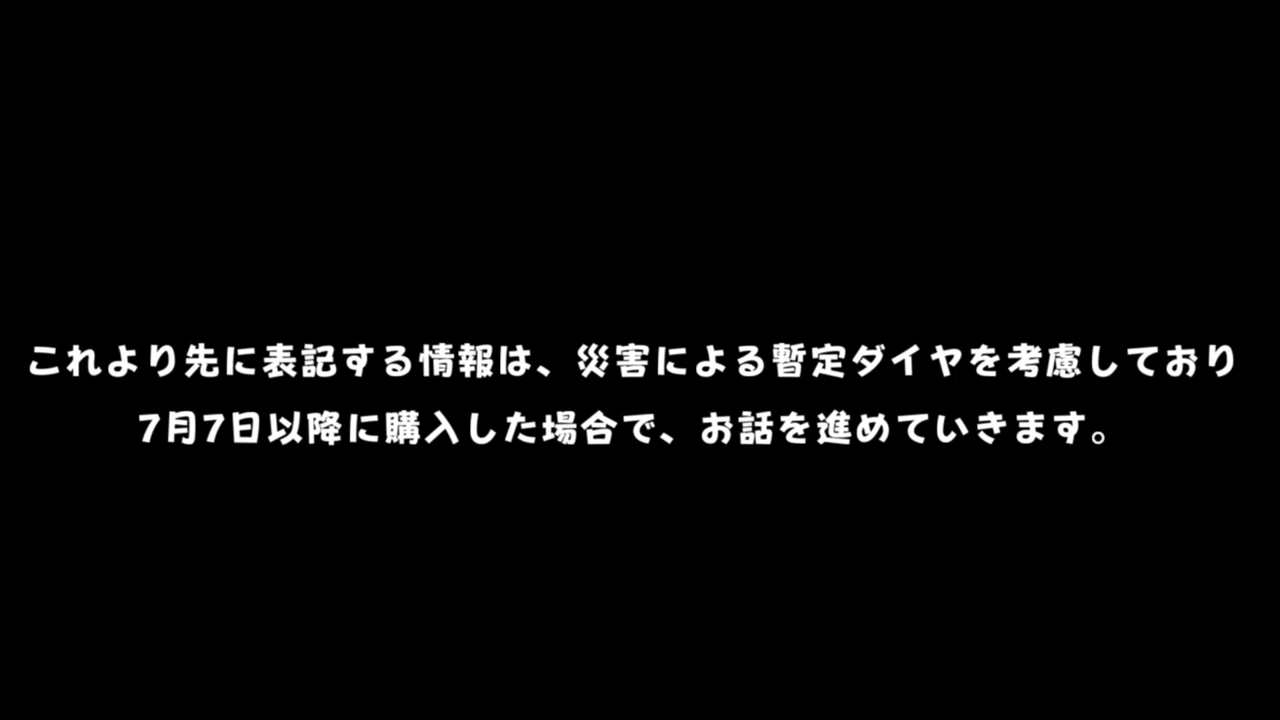 これより先に表記する情報は、災害による暫定ダイヤを考慮しており
7月7日以降に購入した場合で、お話を進めていきます。